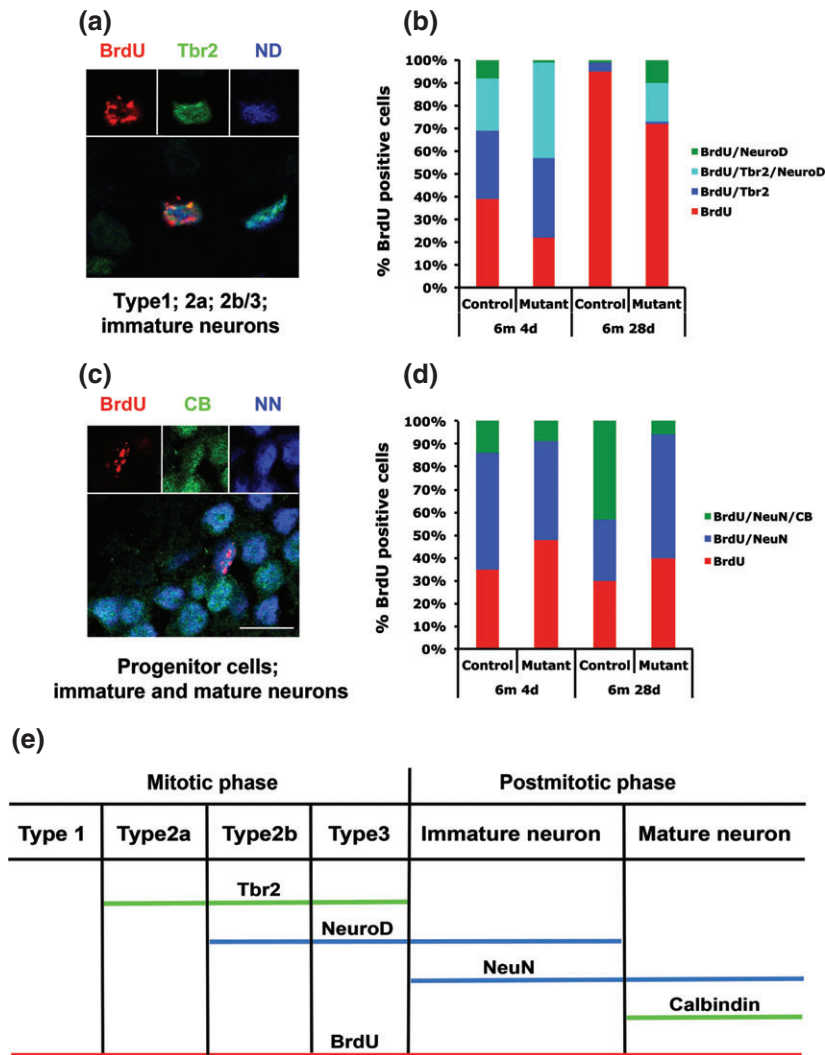 (a)
BrdU Tbr2 ND
Type1; 2a; 2b/3;
immature neurons
(b)
% BrdU positive cells
100%
90%
80%
70%
60%
50%
40%
30%
20%
10%
0%
Control Mutant Control Mutant
6m 4d 6m 28d
BrdU/NeuroD
BrdU/Tbr2/NeuroD
BrdU/Tbr2
BrdU
(c)
BrdU CB NN
Progenitor cells;
immature and mature neurons
(d)
% BrdU positive cells
100%
90%
80%
70%
60%
50%
40%
30%
20%
10%
0%
Control Mutant Control Mutant
6m 4d 6m 28d
BrdU/NeuN/CB
BrdU/NeuN
BrdU
(e)
Mitotic phase Postmitotic phase
Type 1 Type2a Type2b Type3 Immature neuron Mature neuron
Tbr2
NeuroD
NeuN
Calbindin
BrdU